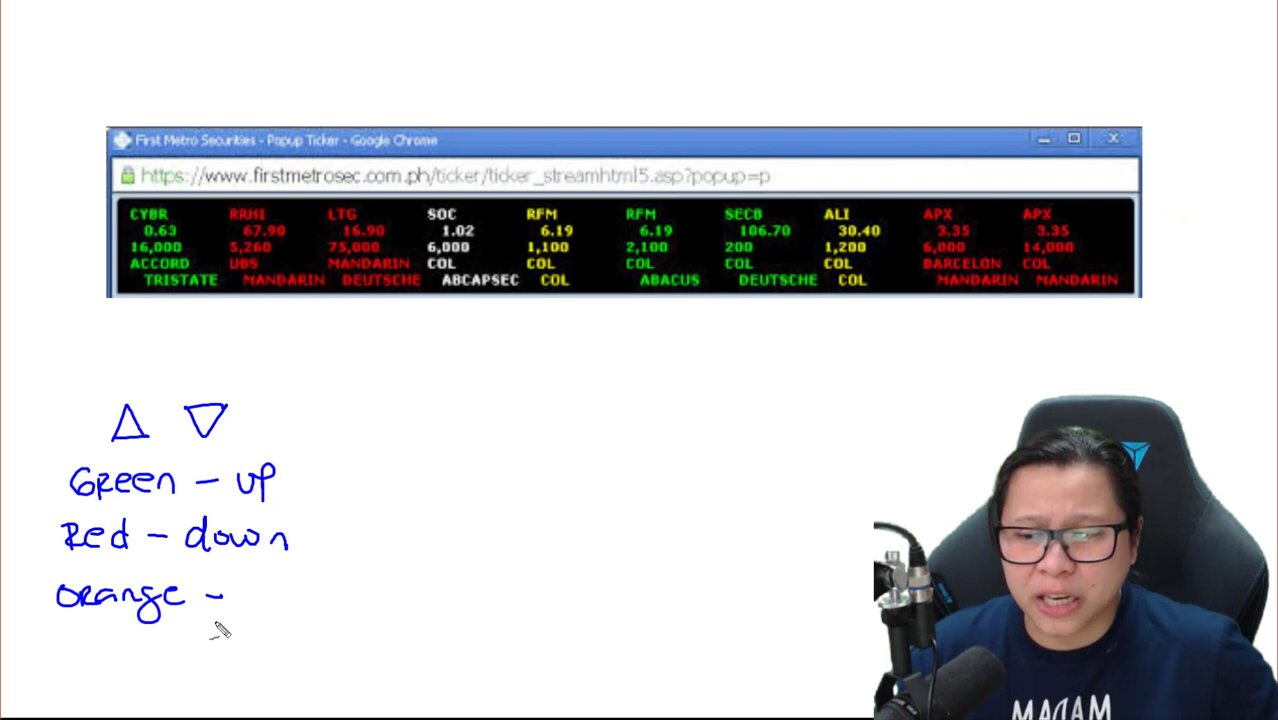 First Metro Securities - Popup Ticker - Google Chrome
https://www.firstmetrosec.com.ph/ticker/ticker_streamhtml5.asp?popup=p
CYBR RRHI LTG SOC RFM RFM SECB ALI APX APX
0.63 67.90 16.90 1.02 6.19 6.19 106.70 30.40 3.35 3.35
16,000 3,260 75,000 6,000 1,100 2,100 200 1,200 6,000 14,000
ACCORD UBS MANDARIN COL COL COL COL COL BARCELON COL
TRISTATE MANDARIN DEUTSCHE ABCAPSEC COL ABACUS DEUTSCHE COL MANDARIN MANDARIN
Green - up
Red - down
Orange -
MADAM